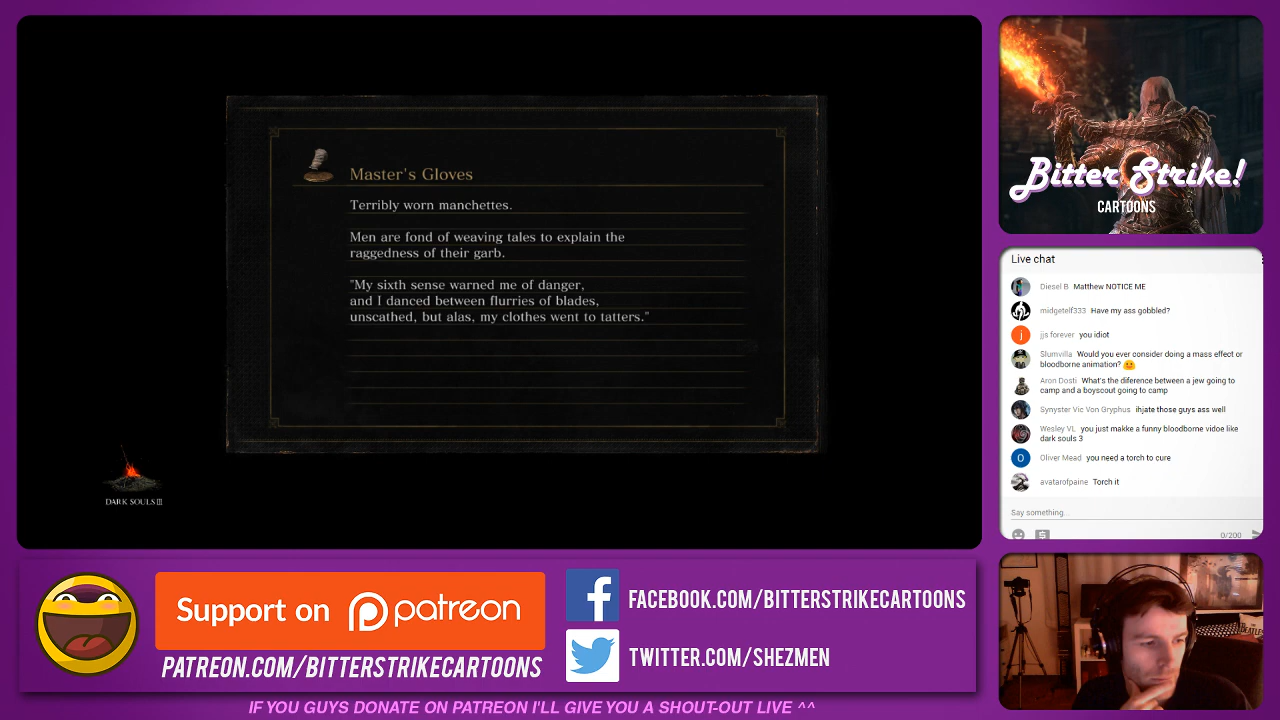 Master's Gloves
Terribly worn manchettes.
Men are fond of weaving tales to explain the
raggedness of their garb.
"My sixth sense warned me of danger,
and I danced between flurries of blades,
unscathed, but alas, my clothes went to tatters."
DARK SOULS III
Bitter Strike!
CARTOONS
Live chat
Diesel B Matthew NOTICE ME
midgetelf333 Have my ass gobbled?
j jjs forever you idiot
Slumvilla Would you ever consider doing a mass effect or
bloodborne animation?
Aron Dosti What's the diference between a jew going to
camp and a boyscout going to camp
Synyster Vic Von Gryphus ihjate those guys ass well
Wesley VL you just makke a funny bloodborne vidoe like
dark souls 3
O Oliver Mead you need a torch to cure
avatarofpaine Torch it
Say something...
0/200
Support on patreon
PATREON.COM/BITTERSTRIKECARTOONS
f FACEBOOK.COM/BITTERSTRIKECARTOONS
TWITTER.COM/SHEZMEN
IF YOU GUYS DONATE ON PATREON I'LL GIVE YOU A SHOUT-OUT LIVE ^^